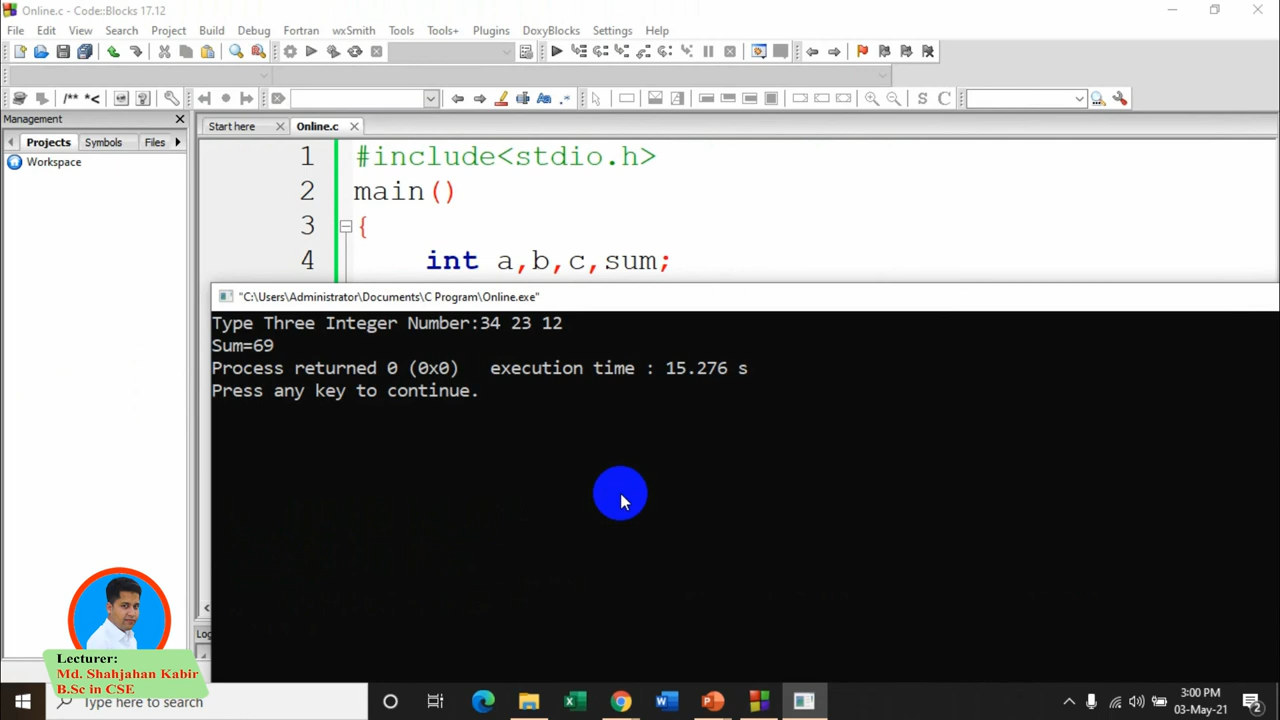 Online.c - Code::Blocks 17.12
File Edit View Search Project Build Debug Fortran wxSmith Tools Tools+ Plugins DoxyBlocks Settings Help
/** *<
S C
Management
Projects Symbols Files
Workspace
Start here Online.c
1 #include<stdio.h>
2 main()
3 {
4 int a,b,c,sum;
"C:\Users\Administrator\Documents\C Program\Online.exe"
Type Three Integer Number:34 23 12
Sum=69
Process returned 0 (0x0)   execution time : 15.276 s
Press any key to continue.
Lecturer:
Md. Shahjahan Kabir
B.Sc in CSE
Type here to search
3:00 PM
03-May-21
2